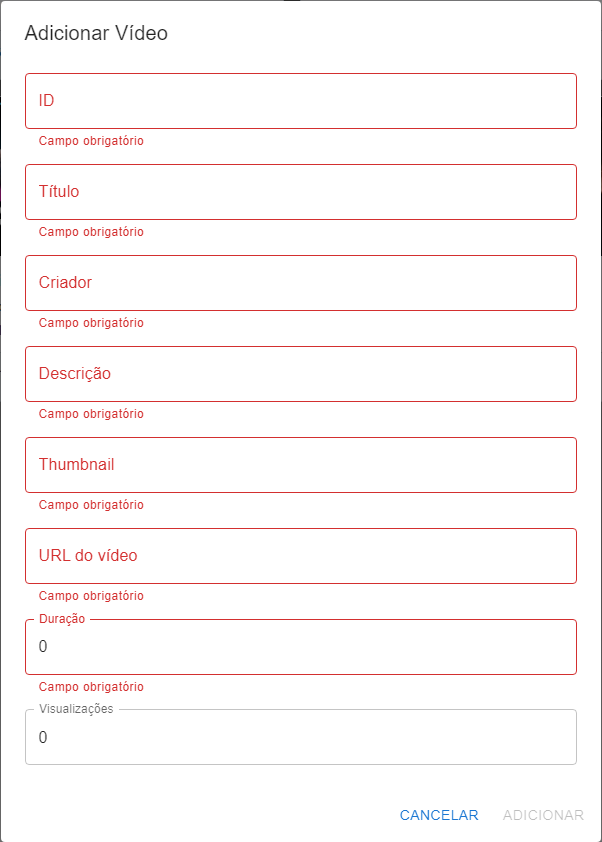 Adicionar Vídeo
ID
Campo obrigatório
Título
Campo obrigatório
Criador
Campo obrigatório
Descrição
Campo obrigatório
Thumbnail
Campo obrigatório
URL do vídeo
Campo obrigatório
Duração
0
Campo obrigatório
Visualizações
0
CANCELAR ADICIONAR